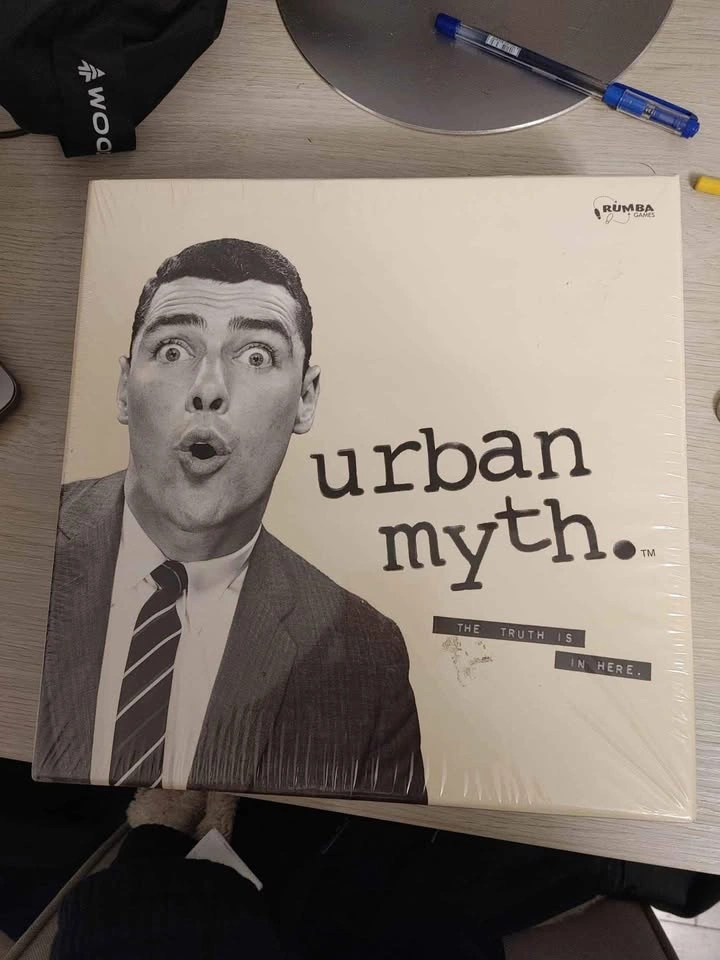 WOO
RUMBA
GAMES
urban
myth.™
THE TRUTH IS
IN HERE.